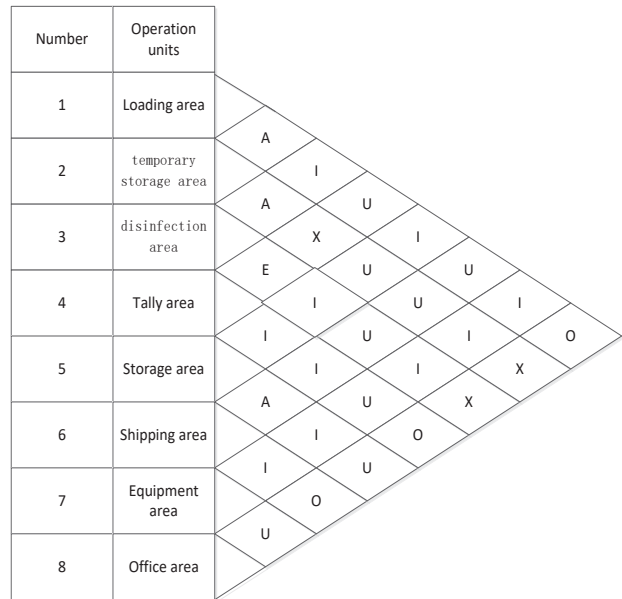 Number Operation units
1 Loading area
A
2 temporary storage area
I
A U
3 disinfection area
X I
E U U
4 Tally area
I U I
I U I O
5 Storage area
I I X
A U X
6 Shipping area
I O
I U
7 Equipment area
O
U
8 Office area